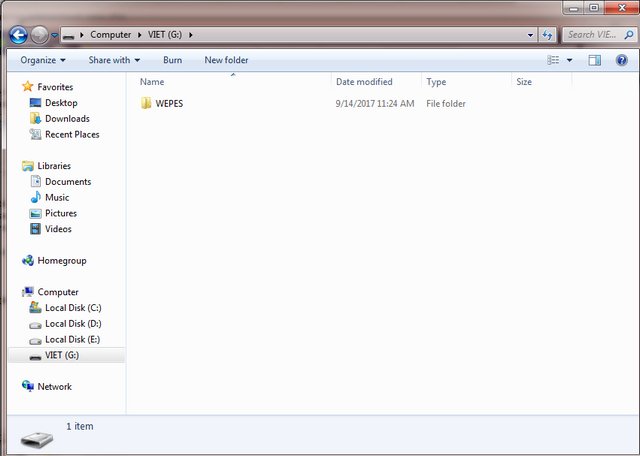 Computer VIET (G:) Search VIE...
Organize Share with Burn New folder
Name Date modified Type Size
WEPES 9/14/2017 11:24 AM File folder
Favorites
Desktop
Downloads
Recent Places
Libraries
Documents
Music
Pictures
Videos
Homegroup
Computer
Local Disk (C:)
Local Disk (D:)
Local Disk (E:)
VIET (G:)
Network
1 item